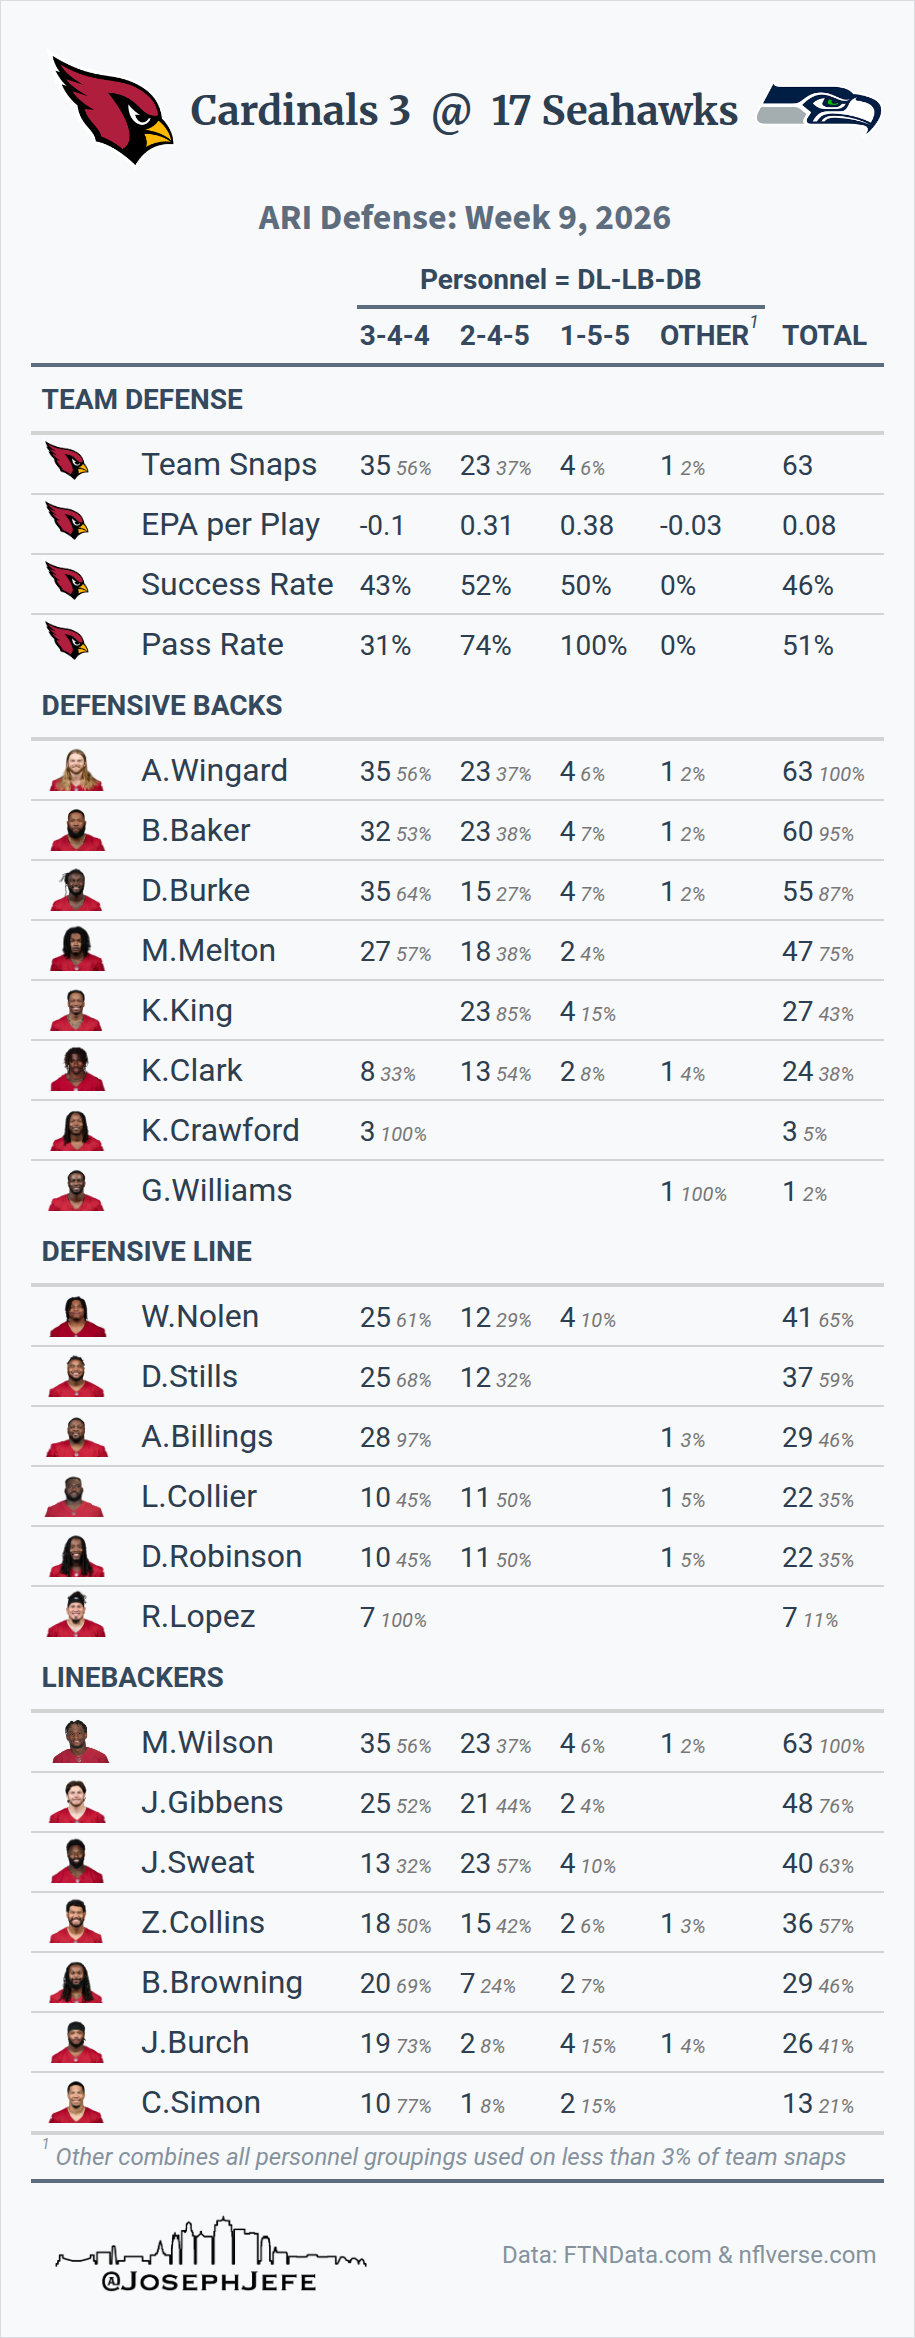 Cardinals 3 @ 17 Seahawks
ARI Defense: Week 9, 2026
Personnel = DL-LB-DB
3-4-4 2-4-5 1-5-5 OTHER1 TOTAL
TEAM DEFENSE
Team Snaps 35 56% 23 37% 4 6% 1 2% 63
EPA per Play -0.1 0.31 0.38 -0.03 0.08
Success Rate 43% 52% 50% 0% 46%
Pass Rate 31% 74% 100% 0% 51%
DEFENSIVE BACKS
A.Wingard 35 56% 23 37% 4 6% 1 2% 63 100%
B.Baker 32 53% 23 38% 4 7% 1 2% 60 95%
D.Burke 35 64% 15 27% 4 7% 1 2% 55 87%
M.Melton 27 57% 18 38% 2 4% 47 75%
K.King 23 85% 4 15% 27 43%
K.Clark 8 33% 13 54% 2 8% 1 4% 24 38%
K.Crawford 3 100% 3 5%
G.Williams 1 100% 1 2%
DEFENSIVE LINE
W.Nolen 25 61% 12 29% 4 10% 41 65%
D.Stills 25 68% 12 32% 37 59%
A.Billings 28 97% 1 3% 29 46%
L.Collier 10 45% 11 50% 1 5% 22 35%
D.Robinson 10 45% 11 50% 1 5% 22 35%
R.Lopez 7 100% 7 11%
LINEBACKERS
M.Wilson 35 56% 23 37% 4 6% 1 2% 63 100%
J.Gibbens 25 52% 21 44% 2 4% 48 76%
J.Sweat 13 32% 23 57% 4 10% 40 63%
Z.Collins 18 50% 15 42% 2 6% 1 3% 36 57%
B.Browning 20 69% 7 24% 2 7% 29 46%
J.Burch 19 73% 2 8% 4 15% 1 4% 26 41%
C.Simon 10 77% 1 8% 2 15% 13 21%
1 Other combines all personnel groupings used on less than 3% of team snaps
@JOSEPHJEFE
Data: FTNData.com & nflverse.com